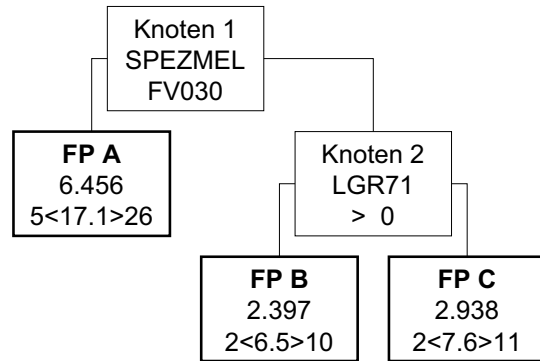 Knoten 1
SPEZMEL
FV030
FP A
6.456
5<17.1>26
Knoten 2
LGR71
> 0
FP B
2.397
2<6.5>10
FP C
2.938
2<7.6>11